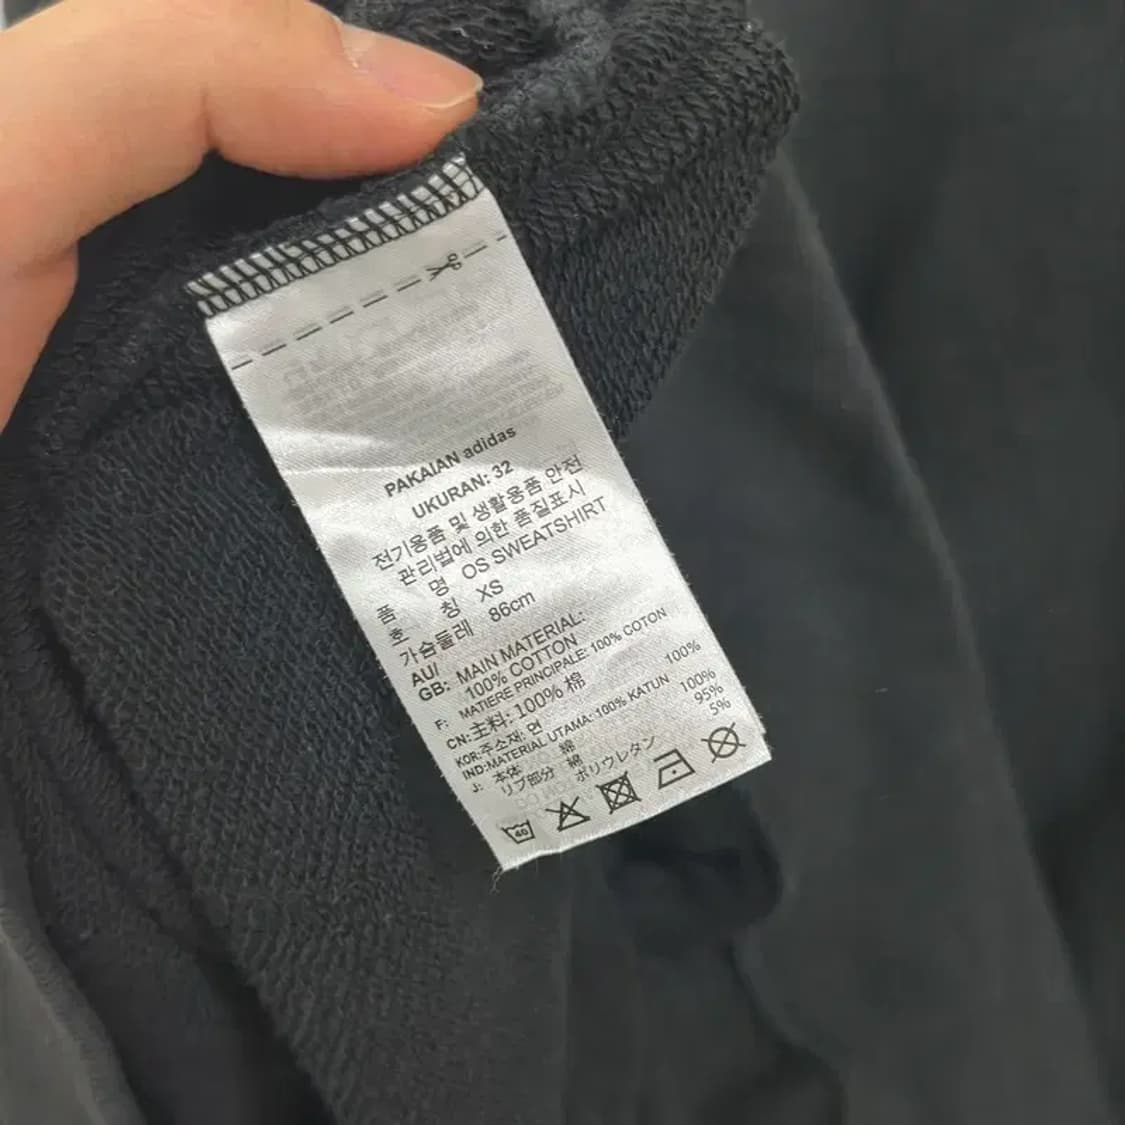 PAKAIAN adidas
UKURAN: 32
전기용품 및 생활용품 안전
관리법에 의한 품질표시
품 명 OS SWEATSHIRT
호 칭 XS
가슴둘레 86cm
AU/
GB: MAIN MATERIAL:
100% COTTON
F: MATIERE PRINCIPALE: 100% COTON
CN:主料: 100% 棉
KOR:주소재: 면 100%
IND:MATERIAL UTAMA: 100% KATUN
J: 本体 綿 100%
リブ部分 綿 95%
ポリウレタン 5%
40